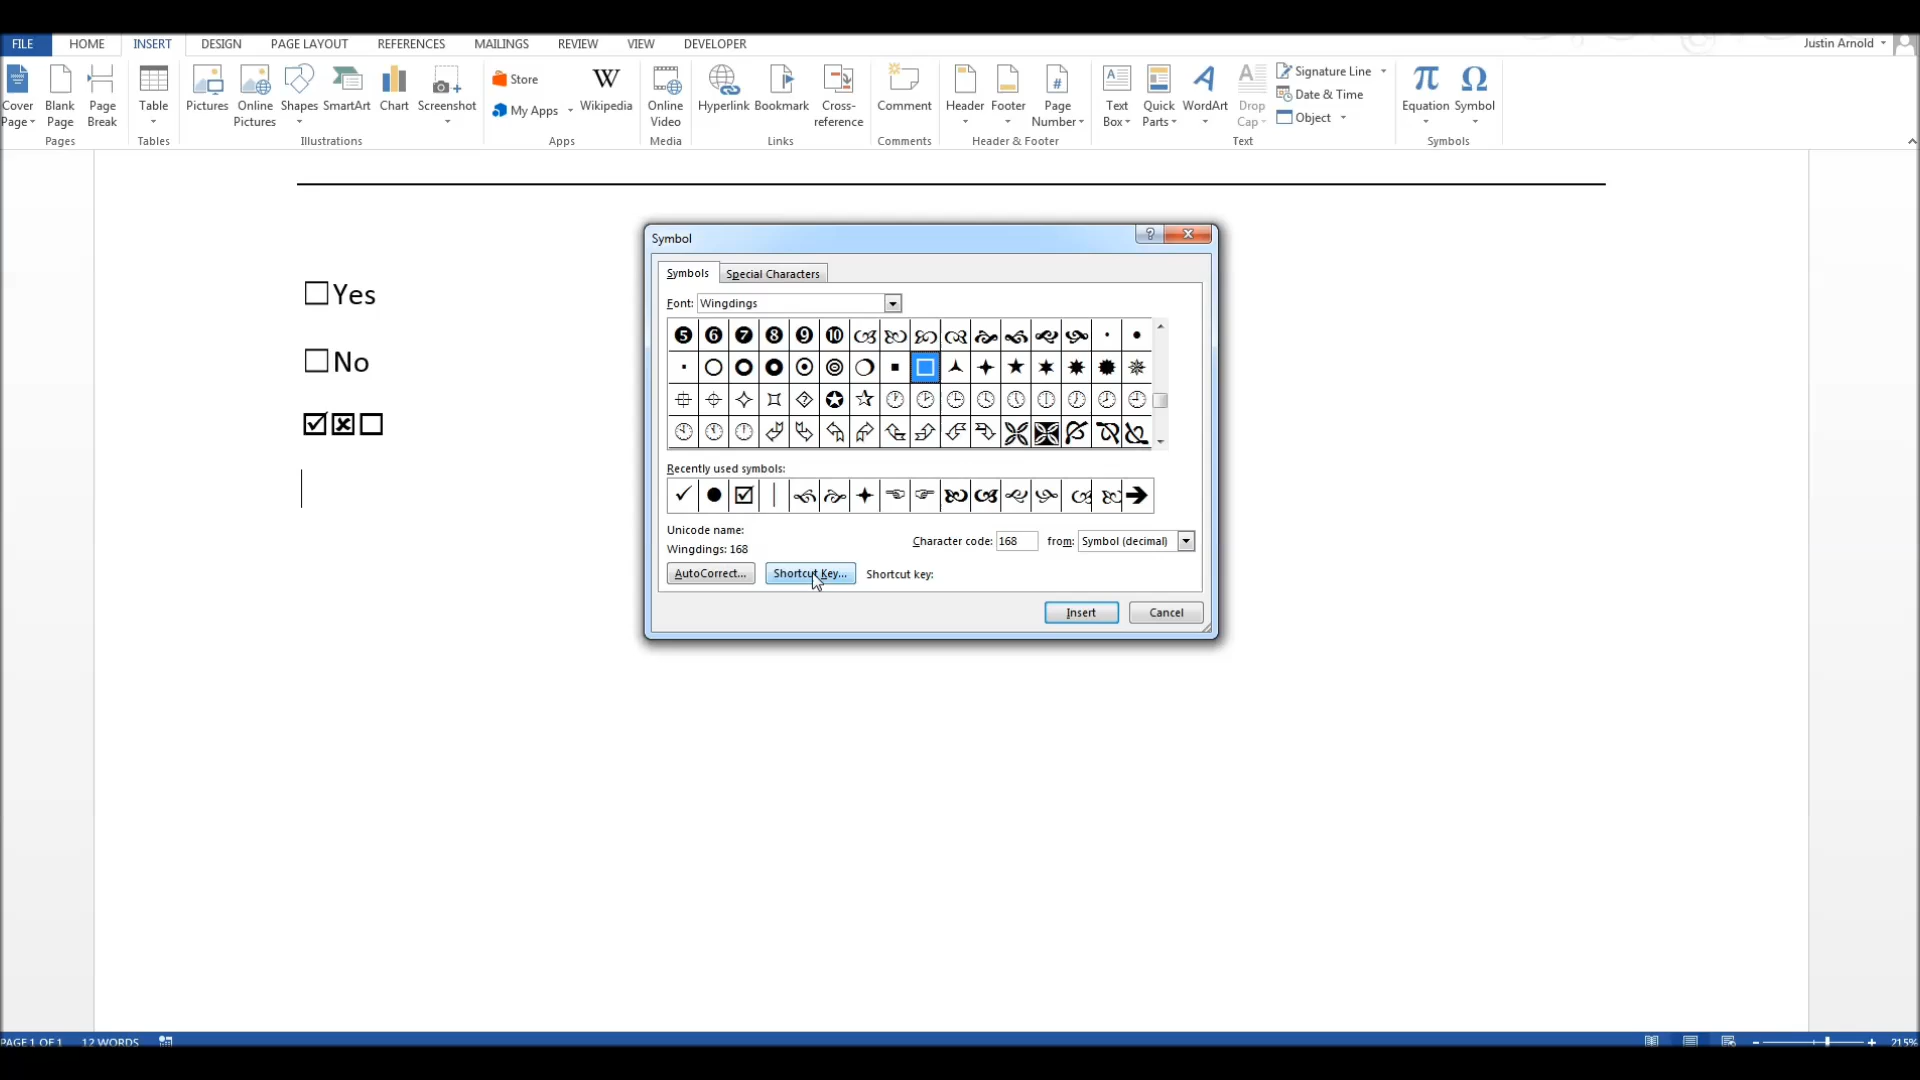 FILE HOME INSERT DESIGN PAGE LAYOUT REFERENCES MAILINGS REVIEW VIEW DEVELOPER Justin Arnold
Cover Page
Blank Page
Page Break
Pages
Table
Tables
Pictures
Online Pictures
Shapes
SmartArt
Chart
Screenshot
Illustrations
Store
My Apps
Wikipedia
Apps
Online Video
Media
Hyperlink
Bookmark
Cross-reference
Links
Comment
Comments
Header
Footer
Page Number
Header & Footer
Text Box
Quick Parts
WordArt
Drop Cap
Signature Line
Date & Time
Object
Text
Equation
Symbol
Symbols
☐Yes
☐No
☑☒☐
Symbol
Symbols Special Characters
Font: Wingdings
Recently used symbols:
Unicode name:
Wingdings: 168
Character code: 168 from: Symbol (decimal)
AutoCorrect... Shortcut Key... Shortcut key:
Insert Cancel
PAGE 1 OF 1 12 WORDS 215%